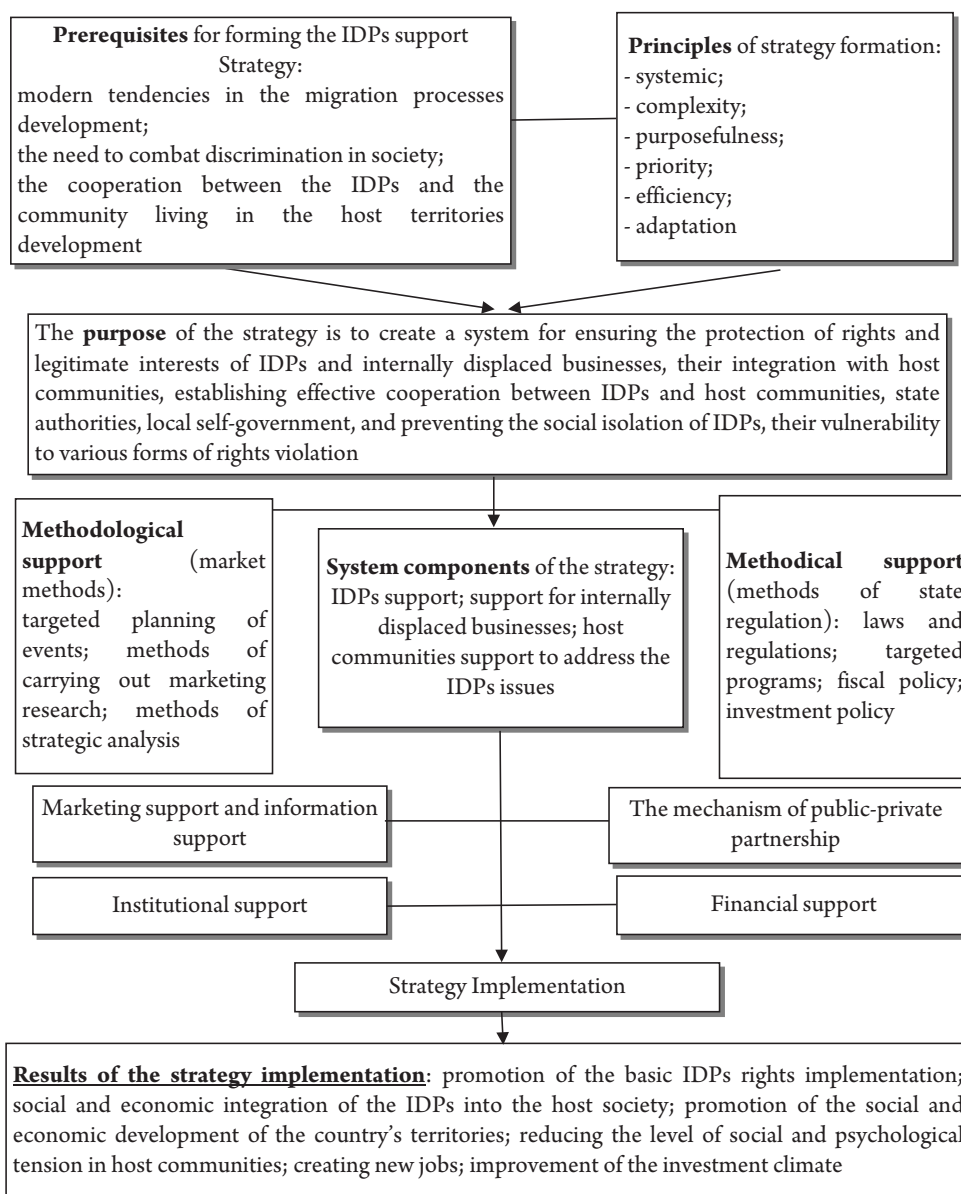 Prerequisites for forming the IDPs support
Strategy:
modern tendencies in the migration processes
development;
the need to combat discrimination in society;
the cooperation between the IDPs and the
community living in the host territories
development
Principles of strategy formation:
- systemic;
- complexity;
- purposefulness;
- priority;
- efficiency;
- adaptation
The purpose of the strategy is to create a system for ensuring the protection of rights and
legitimate interests of IDPs and internally displaced businesses, their integration with host
communities, establishing effective cooperation between IDPs and host communities, state
authorities, local self-government, and preventing the social isolation of IDPs, their vulnerability
to various forms of rights violation
Methodological
support (market
methods):
targeted planning of
events; methods of
carrying out marketing
research; methods of
strategic analysis
System components of the strategy:
IDPs support; support for internally
displaced businesses; host
communities support to address the
IDPs issues
Methodical support
(methods of state
regulation): laws and
regulations; targeted
programs; fiscal policy;
investment policy
Marketing support and information
support
The mechanism of public-private
partnership
Institutional support
Financial support
Strategy Implementation
Results of the strategy implementation: promotion of the basic IDPs rights implementation;
social and economic integration of the IDPs into the host society; promotion of the social and
economic development of the country's territories; reducing the level of social and psychological
tension in host communities; creating new jobs; improvement of the investment climate